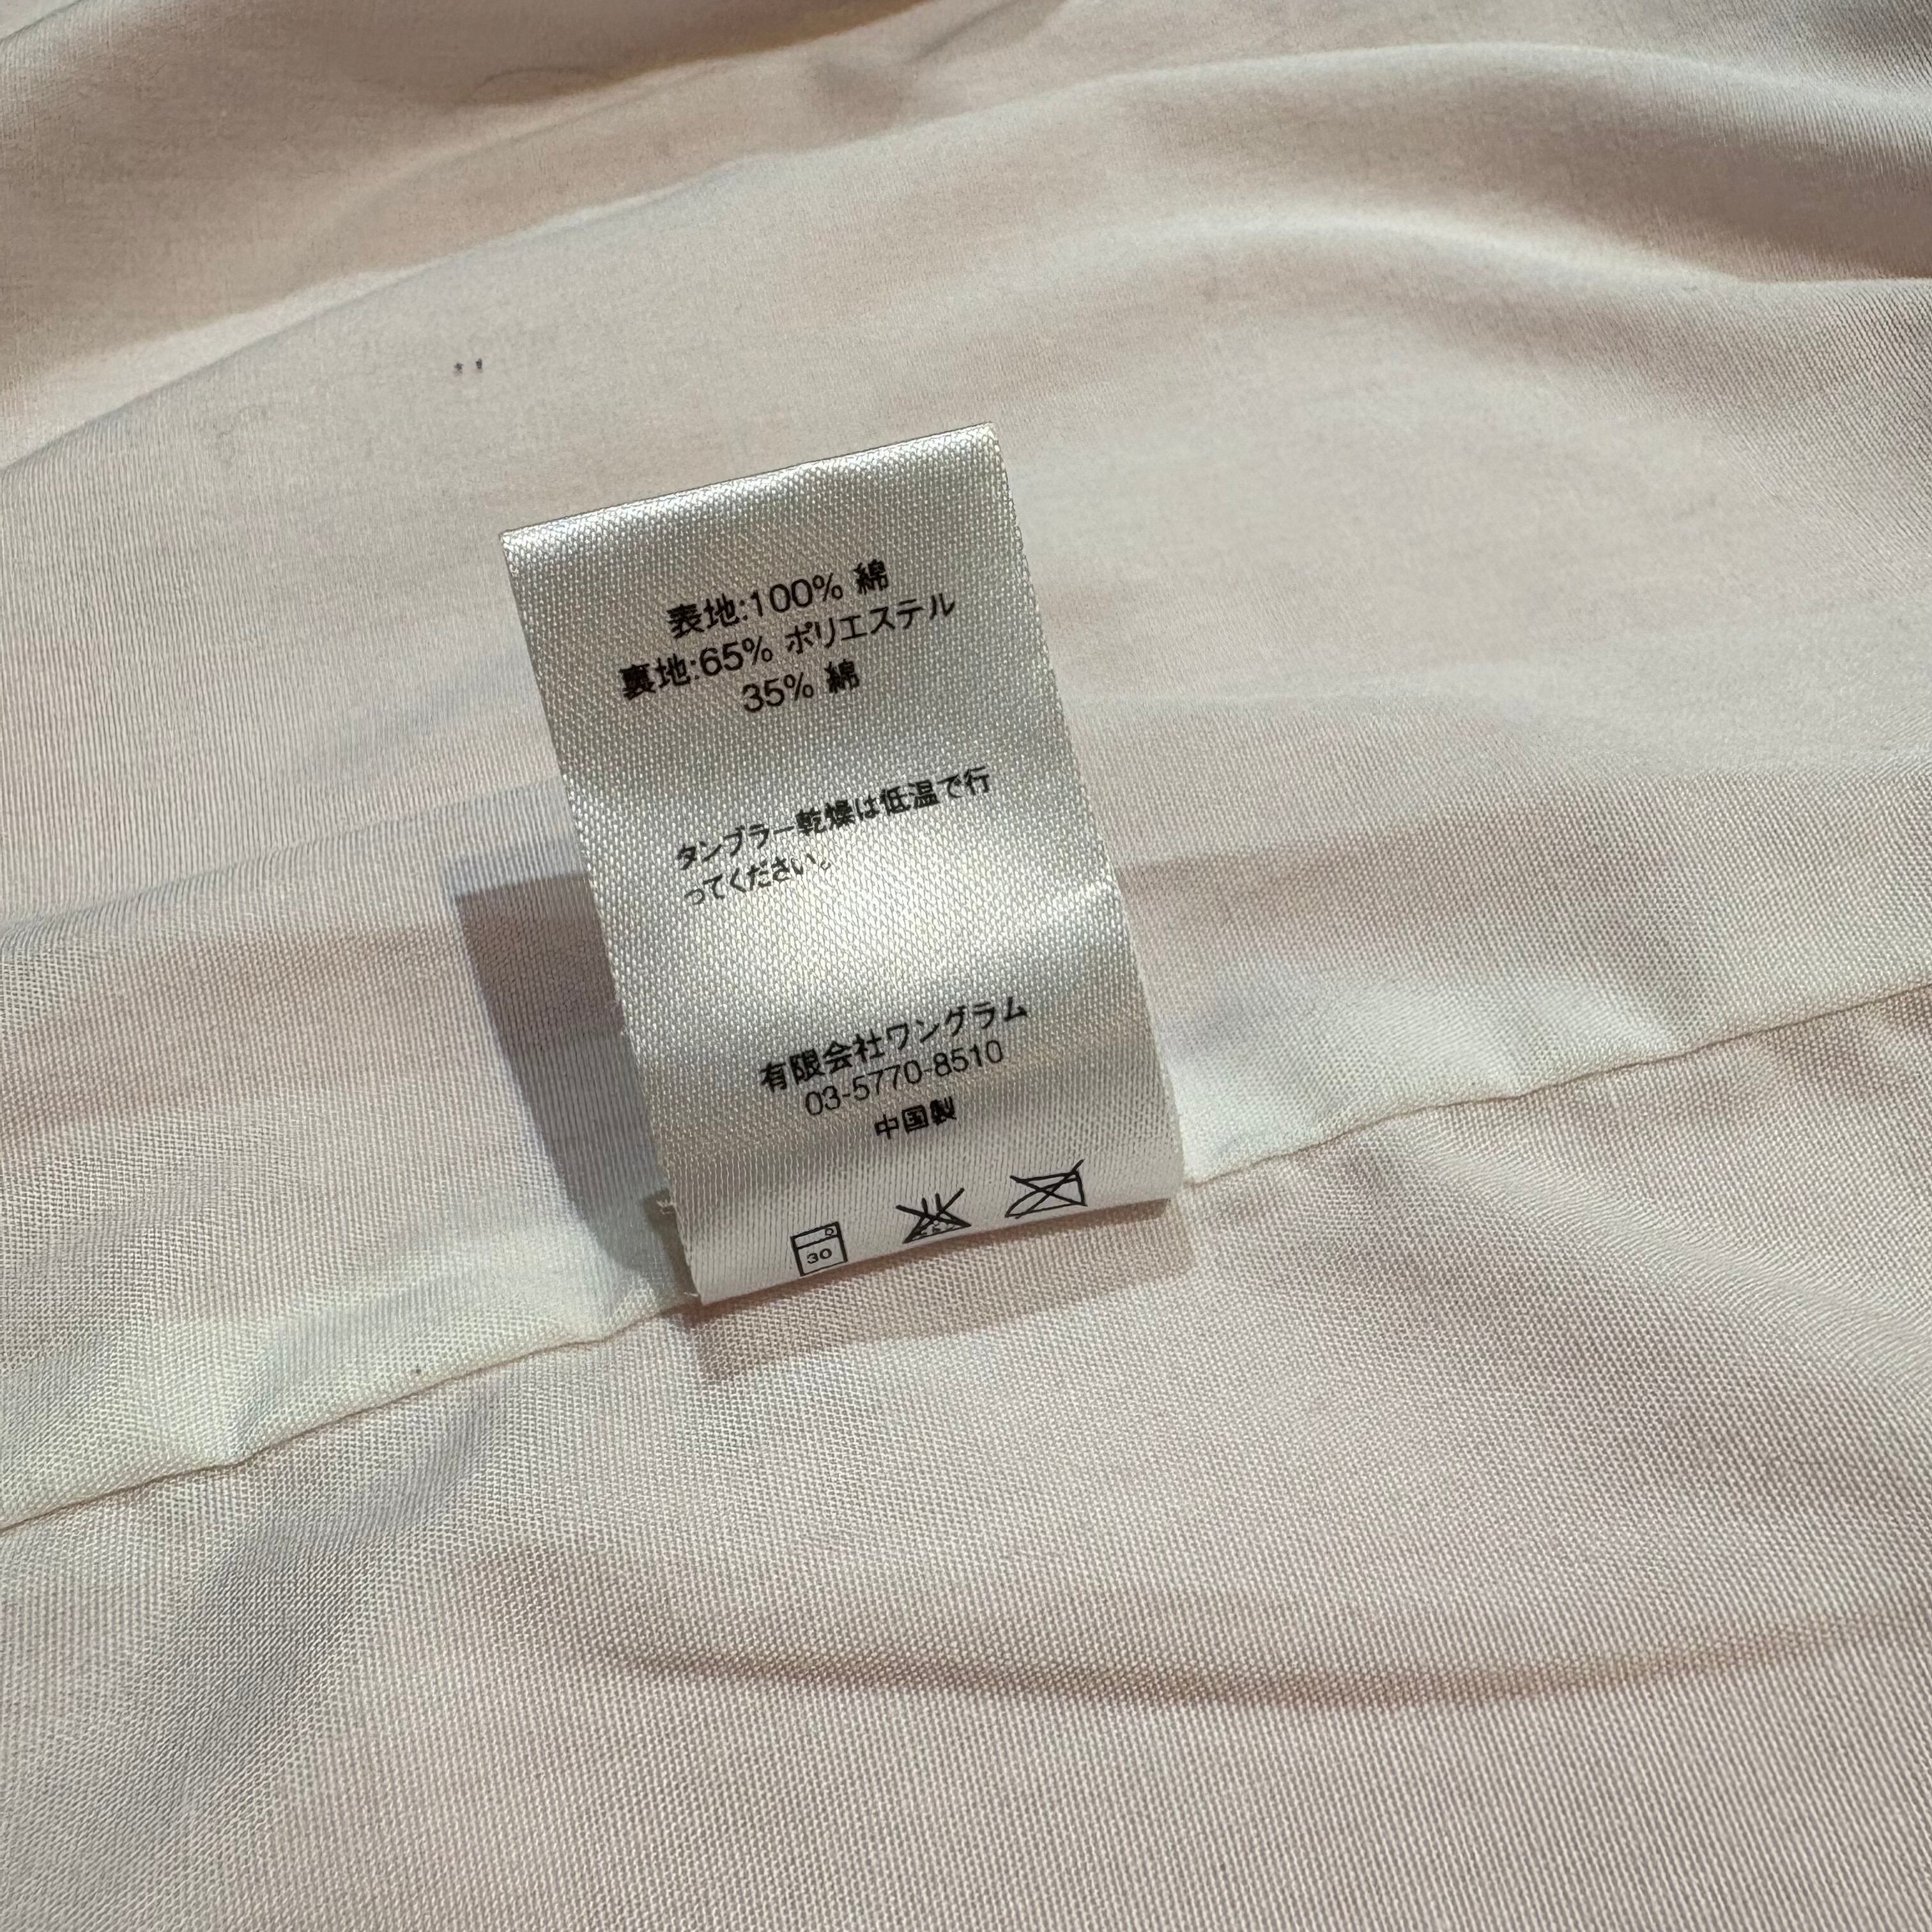 表地:100% 綿
裏地:65% ポリエステル
35% 綿
タンブラー乾燥は低温で行
ってください。
有限会社ワングラム
03-5770-8510
中国製
30